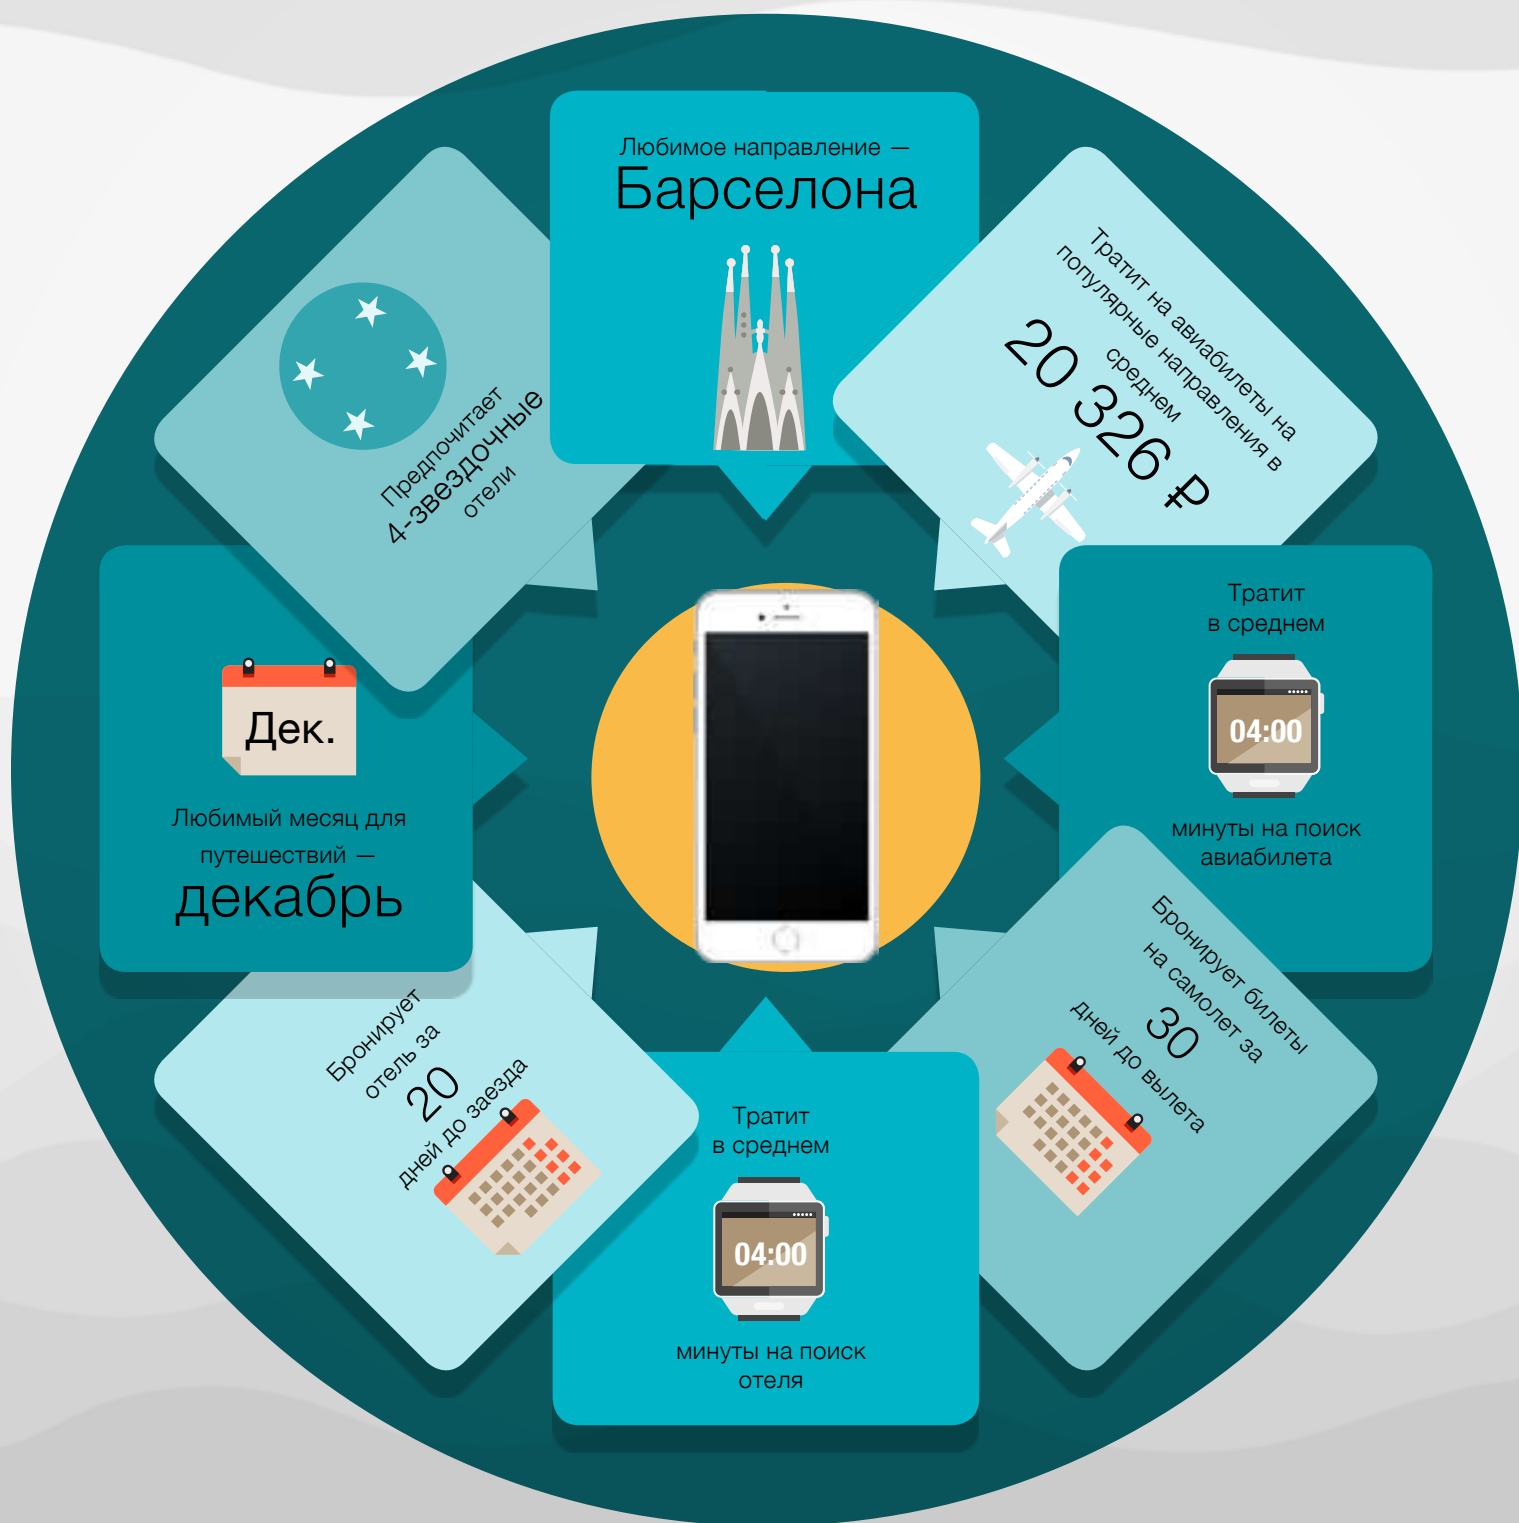 Любимое направление —
Барселона
Тратит на авиабилеты на
популярные направления в
среднем
20 326 ₽
Тратит
в среднем
04:00
минуты на поиск
авиабилета
Бронирует билеты
на самолет за
30
дней до вылета
Тратит
в среднем
04:00
минуты на поиск
отеля
Бронирует
отель за
20
дней до заезда
Дек.
Любимый месяц для
путешествий —
декабрь
Предпочитает
4-звездочные
отели